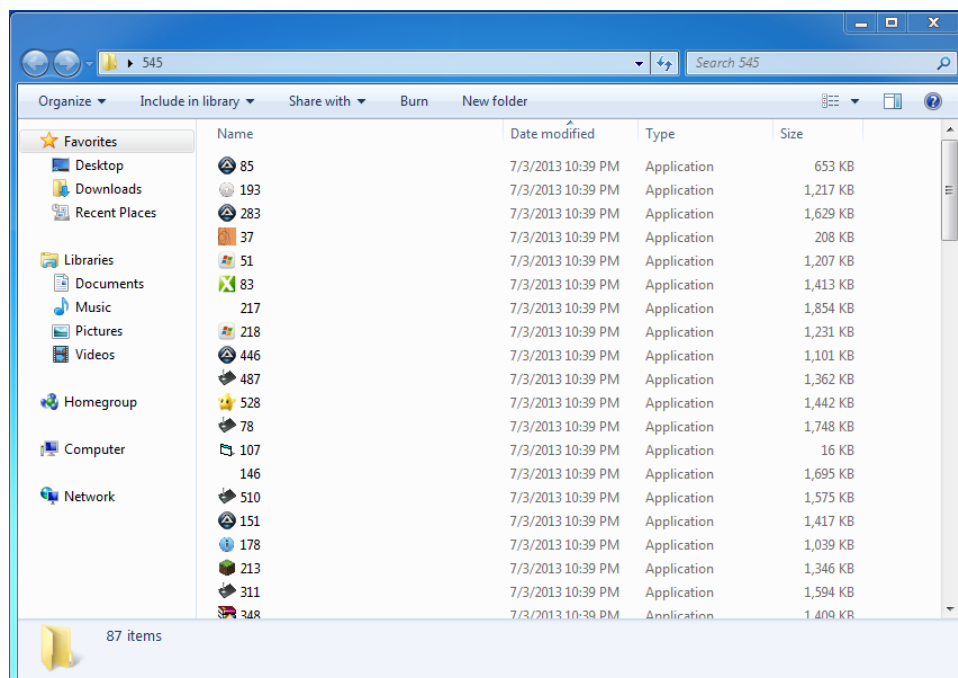 545
Search 545
Organize Include in library Share with Burn New folder
Name Date modified Type Size
Favorites
Desktop
Downloads
Recent Places
Libraries
Documents
Music
Pictures
Videos
Homegroup
Computer
Network
85 7/3/2013 10:39 PM Application 653 KB
193 7/3/2013 10:39 PM Application 1,217 KB
283 7/3/2013 10:39 PM Application 1,629 KB
37 7/3/2013 10:39 PM Application 208 KB
51 7/3/2013 10:39 PM Application 1,207 KB
83 7/3/2013 10:39 PM Application 1,413 KB
217 7/3/2013 10:39 PM Application 1,854 KB
218 7/3/2013 10:39 PM Application 1,231 KB
446 7/3/2013 10:39 PM Application 1,101 KB
487 7/3/2013 10:39 PM Application 1,362 KB
528 7/3/2013 10:39 PM Application 1,442 KB
78 7/3/2013 10:39 PM Application 1,748 KB
107 7/3/2013 10:39 PM Application 16 KB
146 7/3/2013 10:39 PM Application 1,695 KB
510 7/3/2013 10:39 PM Application 1,575 KB
151 7/3/2013 10:39 PM Application 1,417 KB
178 7/3/2013 10:39 PM Application 1,039 KB
213 7/3/2013 10:39 PM Application 1,346 KB
311 7/3/2013 10:39 PM Application 1,594 KB
348 7/3/2013 10:39 PM Application 1,409 KB
87 items